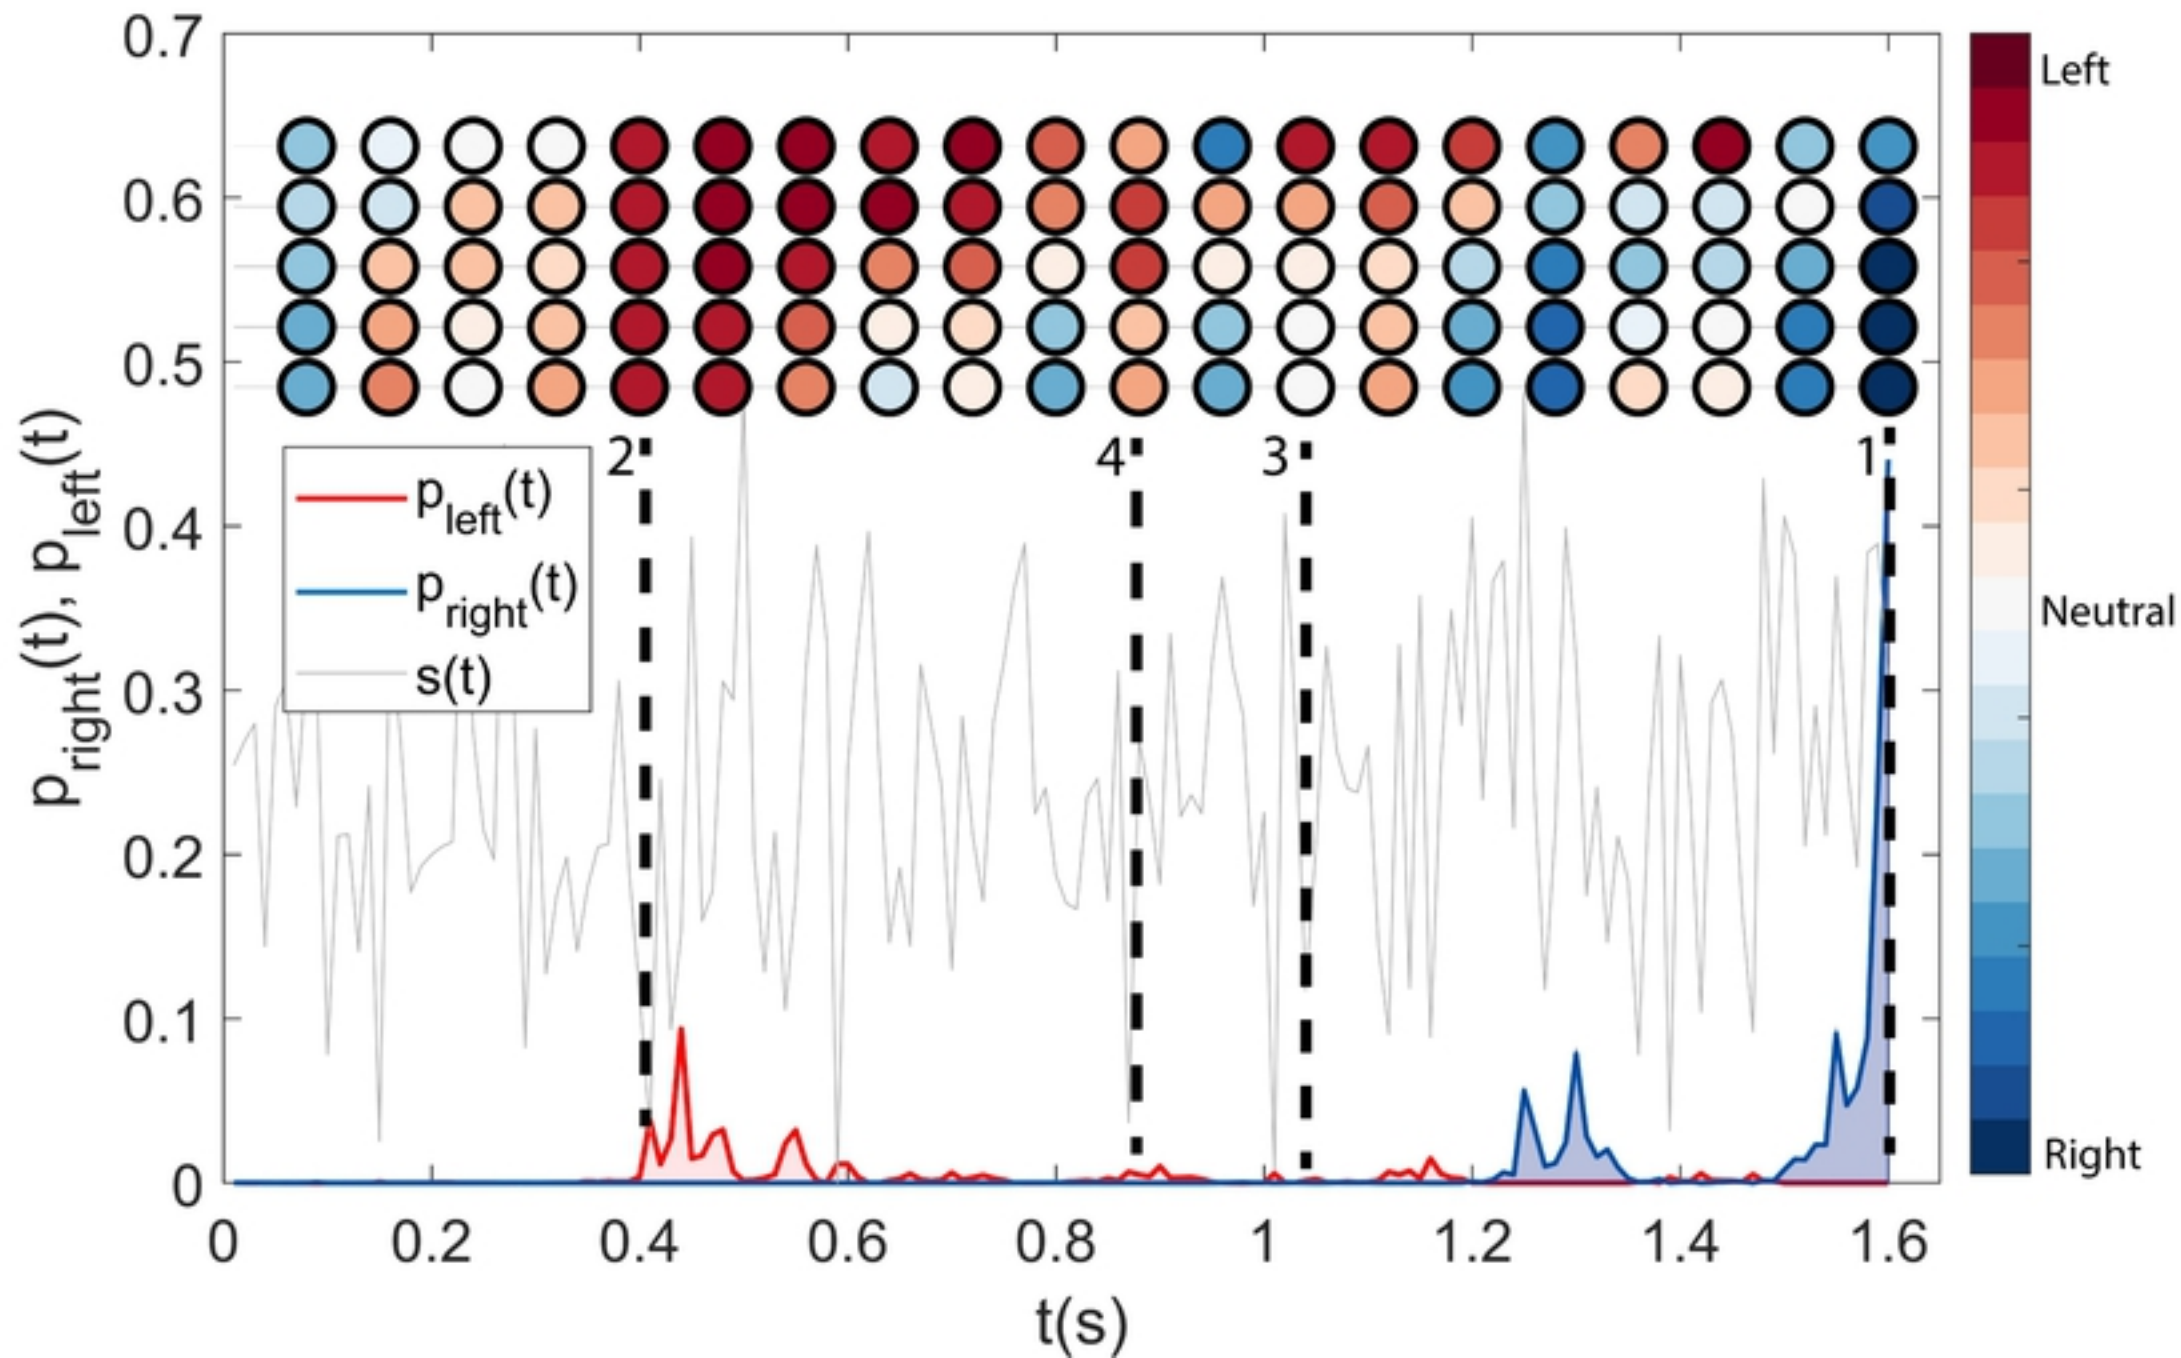 0.7
0.6
0.5
0.4
0.3
0.2
0.1
0
p_right(t), p_left(t)
2
4
3
1
p_left(t)
p_right(t)
s(t)
0 0.2 0.4 0.6 0.8 1 1.2 1.4 1.6
t(s)
Left
Neutral
Right